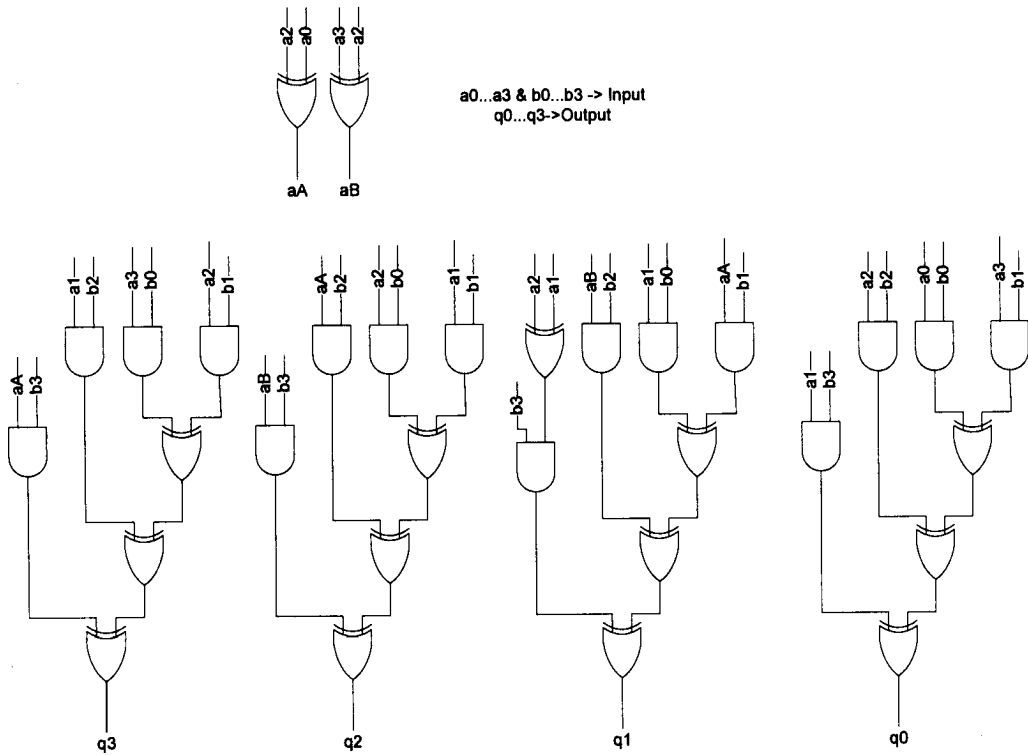 a2 a0 a3 a2
a0...a3 & b0...b3 -> Input
q0...q3->Output
aA aB
a1 b2 a3 b0 a2 b1 aA b2 a2 b0 a1 b1 a2 a1 aB b2 a1 b0 aA b1 a2 b2 a0 b0 a3 b1
aA b3 aB b3 b3 a1 b3
q3 q2 q1 q0